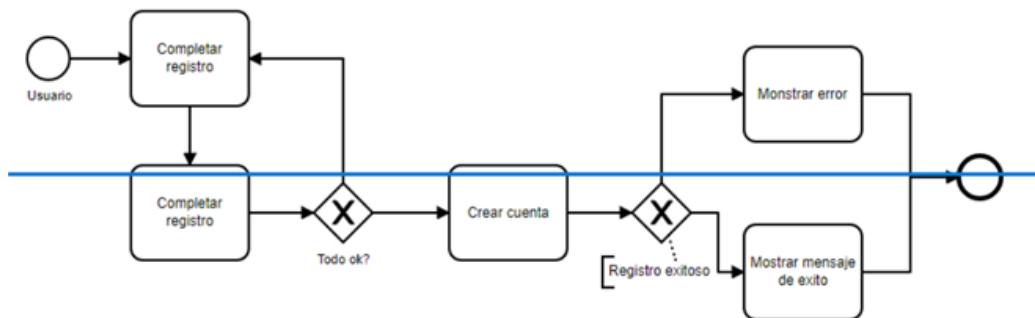 Completar
registro
Usuario
Monstrar error
Completar
registro
Crear cuenta
Todo ok?
Registro exitoso
Mostrar mensaje
de exito